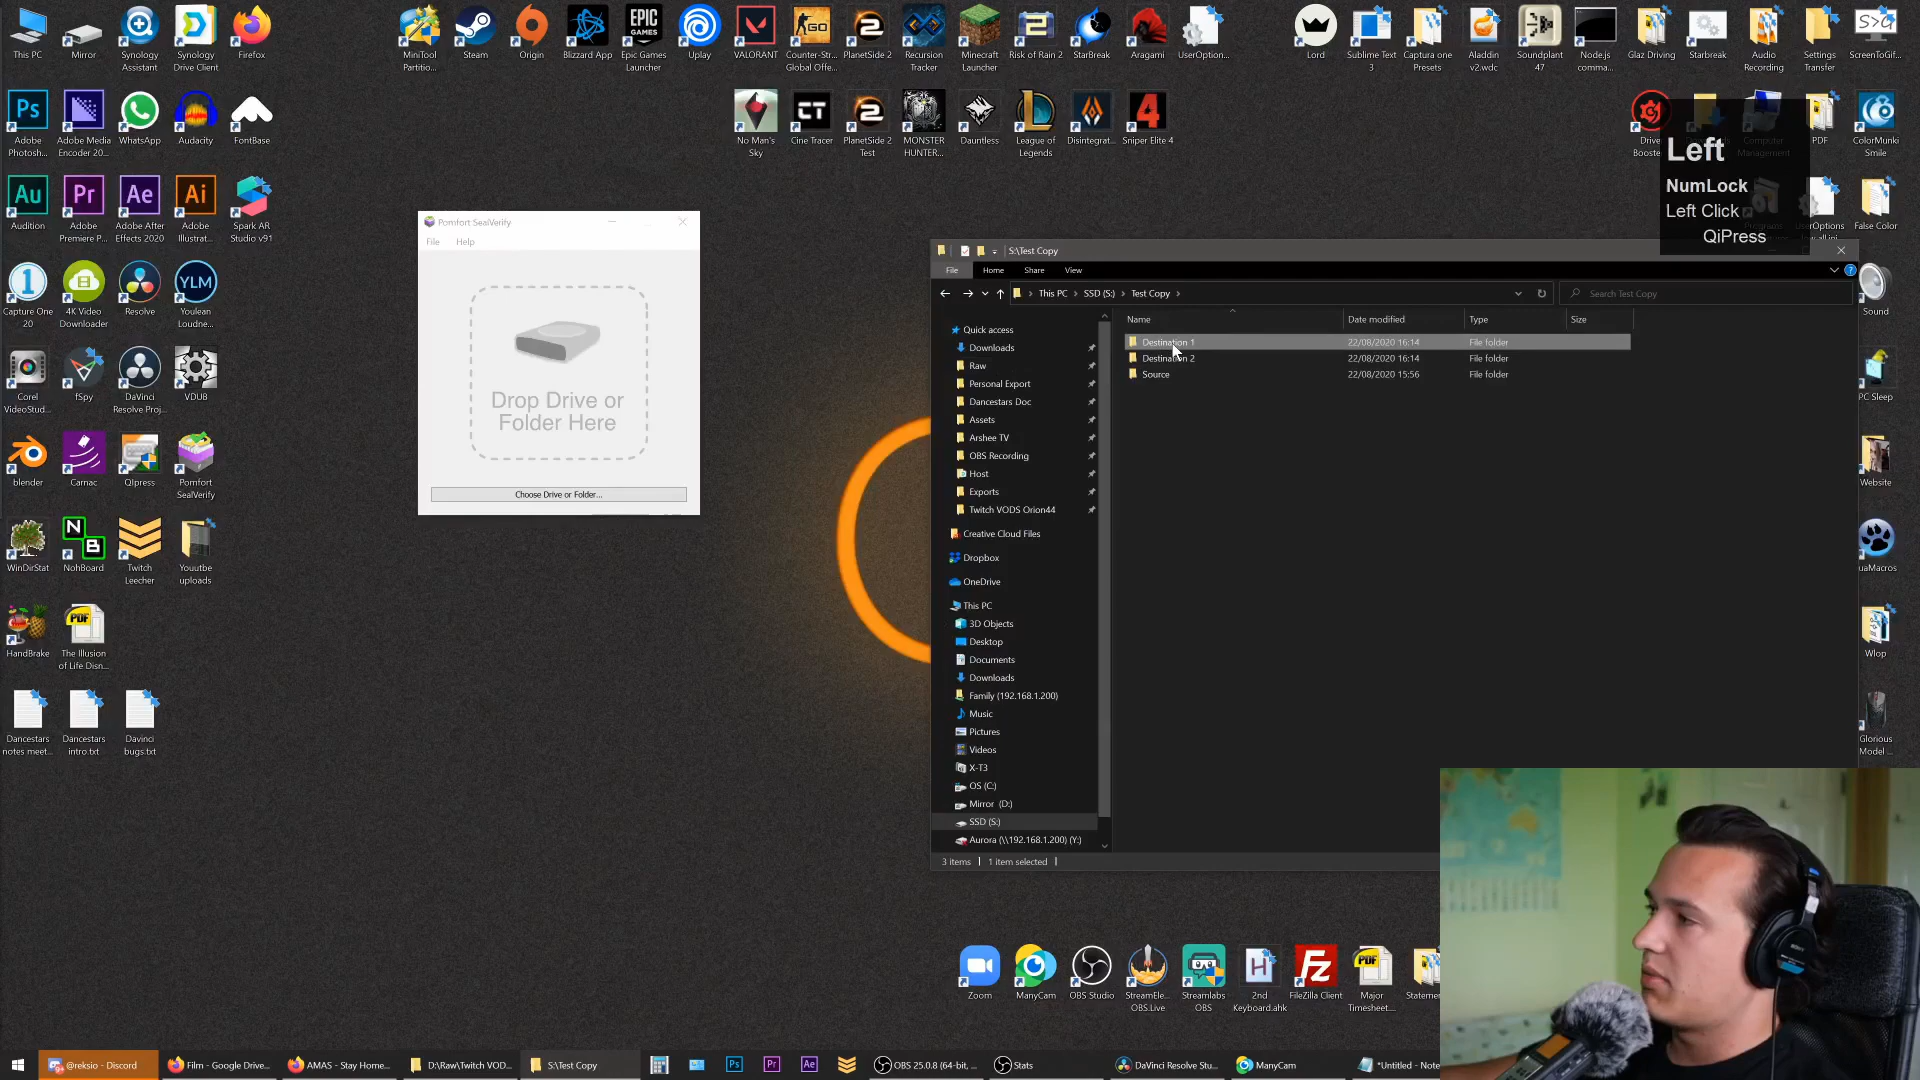 This PC
Mirror
Synology
Assistant
Synology
Drive Client
Firefox
MiniTool
Partitio...
Steam
Origin
Blizzard App
Epic Games
Launcher
Uplay
VALORANT
Counter-Str...
Global Offe...
PlanetSide 2
Recursion
Tracker
Minecraft
Launcher
Risk of Rain 2
StarBreak
Aragami
UserOption...
Lord
Sublime Text
3
Captura one
Presets
Aladdin
v2.wdc
Soundplant
47
Node.js
comma...
Glaz Driving
Starbreak
Audio
Recording
Settings
Transfer
ScreenToGif...
Adobe
Photosh...
Adobe Media
Encoder 20...
WhatsApp
Audacity
FontBase
No Man's
Sky
Cine Tracer
PlanetSide 2
Test
MONSTER
HUNTER...
Dauntless
League of
Legends
Disintegrat...
Sniper Elite 4
Drive
Booste
Computer
Management
PDF
ColorMunki
Smile
Left
NumLock
Left Click
QiPress
Audition
Adobe
Premiere P...
Adobe After
Effects 2020
Adobe
Illustrat...
Spark AR
Studio v91
False Color
Capture One
20
4K Video
Downloader
Resolve
Youlean
Loudne...
Corel
VideoStud...
fSpy
DaVinci
Resolve Proj...
VDU8
blender
Carnac
QIpress
Pomfort
SealVerify
WinDirStat
NohBoard
Twitch
Leecher
Youutbe
uploads
HandBrake
The Illusion
of Life Disn...
Dancestars
notes meet...
Dancestars
intro.txt
Davinci
bugs.txt
Pomfort SealVerify
File Help
Drop Drive or
Folder Here
Choose Drive or Folder...
S:\Test Copy
File Home Share View
This PC SSD (S:) Test Copy
Search Test Copy
Name Date modified Type Size
Destination 1 22/08/2020 16:14 File folder
Destination 2 22/08/2020 16:14 File folder
Source 22/08/2020 15:56 File folder
Quick access
Downloads
Raw
Personal Export
Dancestars Doc
Assets
Arshee TV
OBS Recording
Host
Exports
Twitch VODS Orion44
Creative Cloud Files
Dropbox
OneDrive
This PC
3D Objects
Desktop
Documents
Downloads
Family (192.168.1.200)
Music
Pictures
Videos
X-T3
OS (C:)
Mirror (D:)
SSD (S:)
Aurora (\\192.168.1.200) (Y:)
3 items 1 item selected
Sound
PC Sleep
Website
uaMacros
Wlop
Glorious
Model ...
Zoom
ManyCam
OBS Studio
StreamEle...
OBS.Live
Streamlabs
OBS
2nd
Keyboard.ahk
FileZilla Client
Major
Timesheet...
Statem
@reksio - Discord
Film - Google Drive...
AMAS - Stay Home...
D:\Raw\Twitch VOD...
S:\Test Copy
OBS 25.0.8 (64-bit, ...
Stats
DaVinci Resolve Stu...
ManyCam
*Untitled - Note